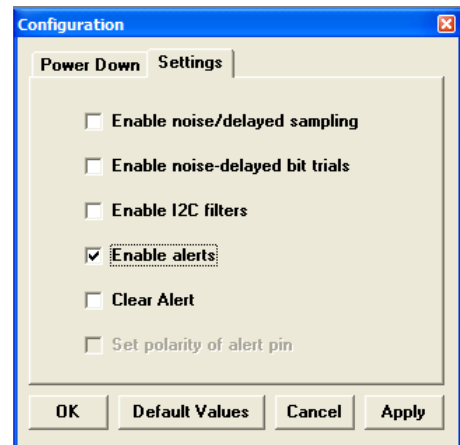 Configuration
Power Down Settings
Enable noise/delayed sampling
Enable noise-delayed bit trials
Enable I2C filters
Enable alerts
Clear Alert
Set polarity of alert pin
OK Default Values Cancel Apply